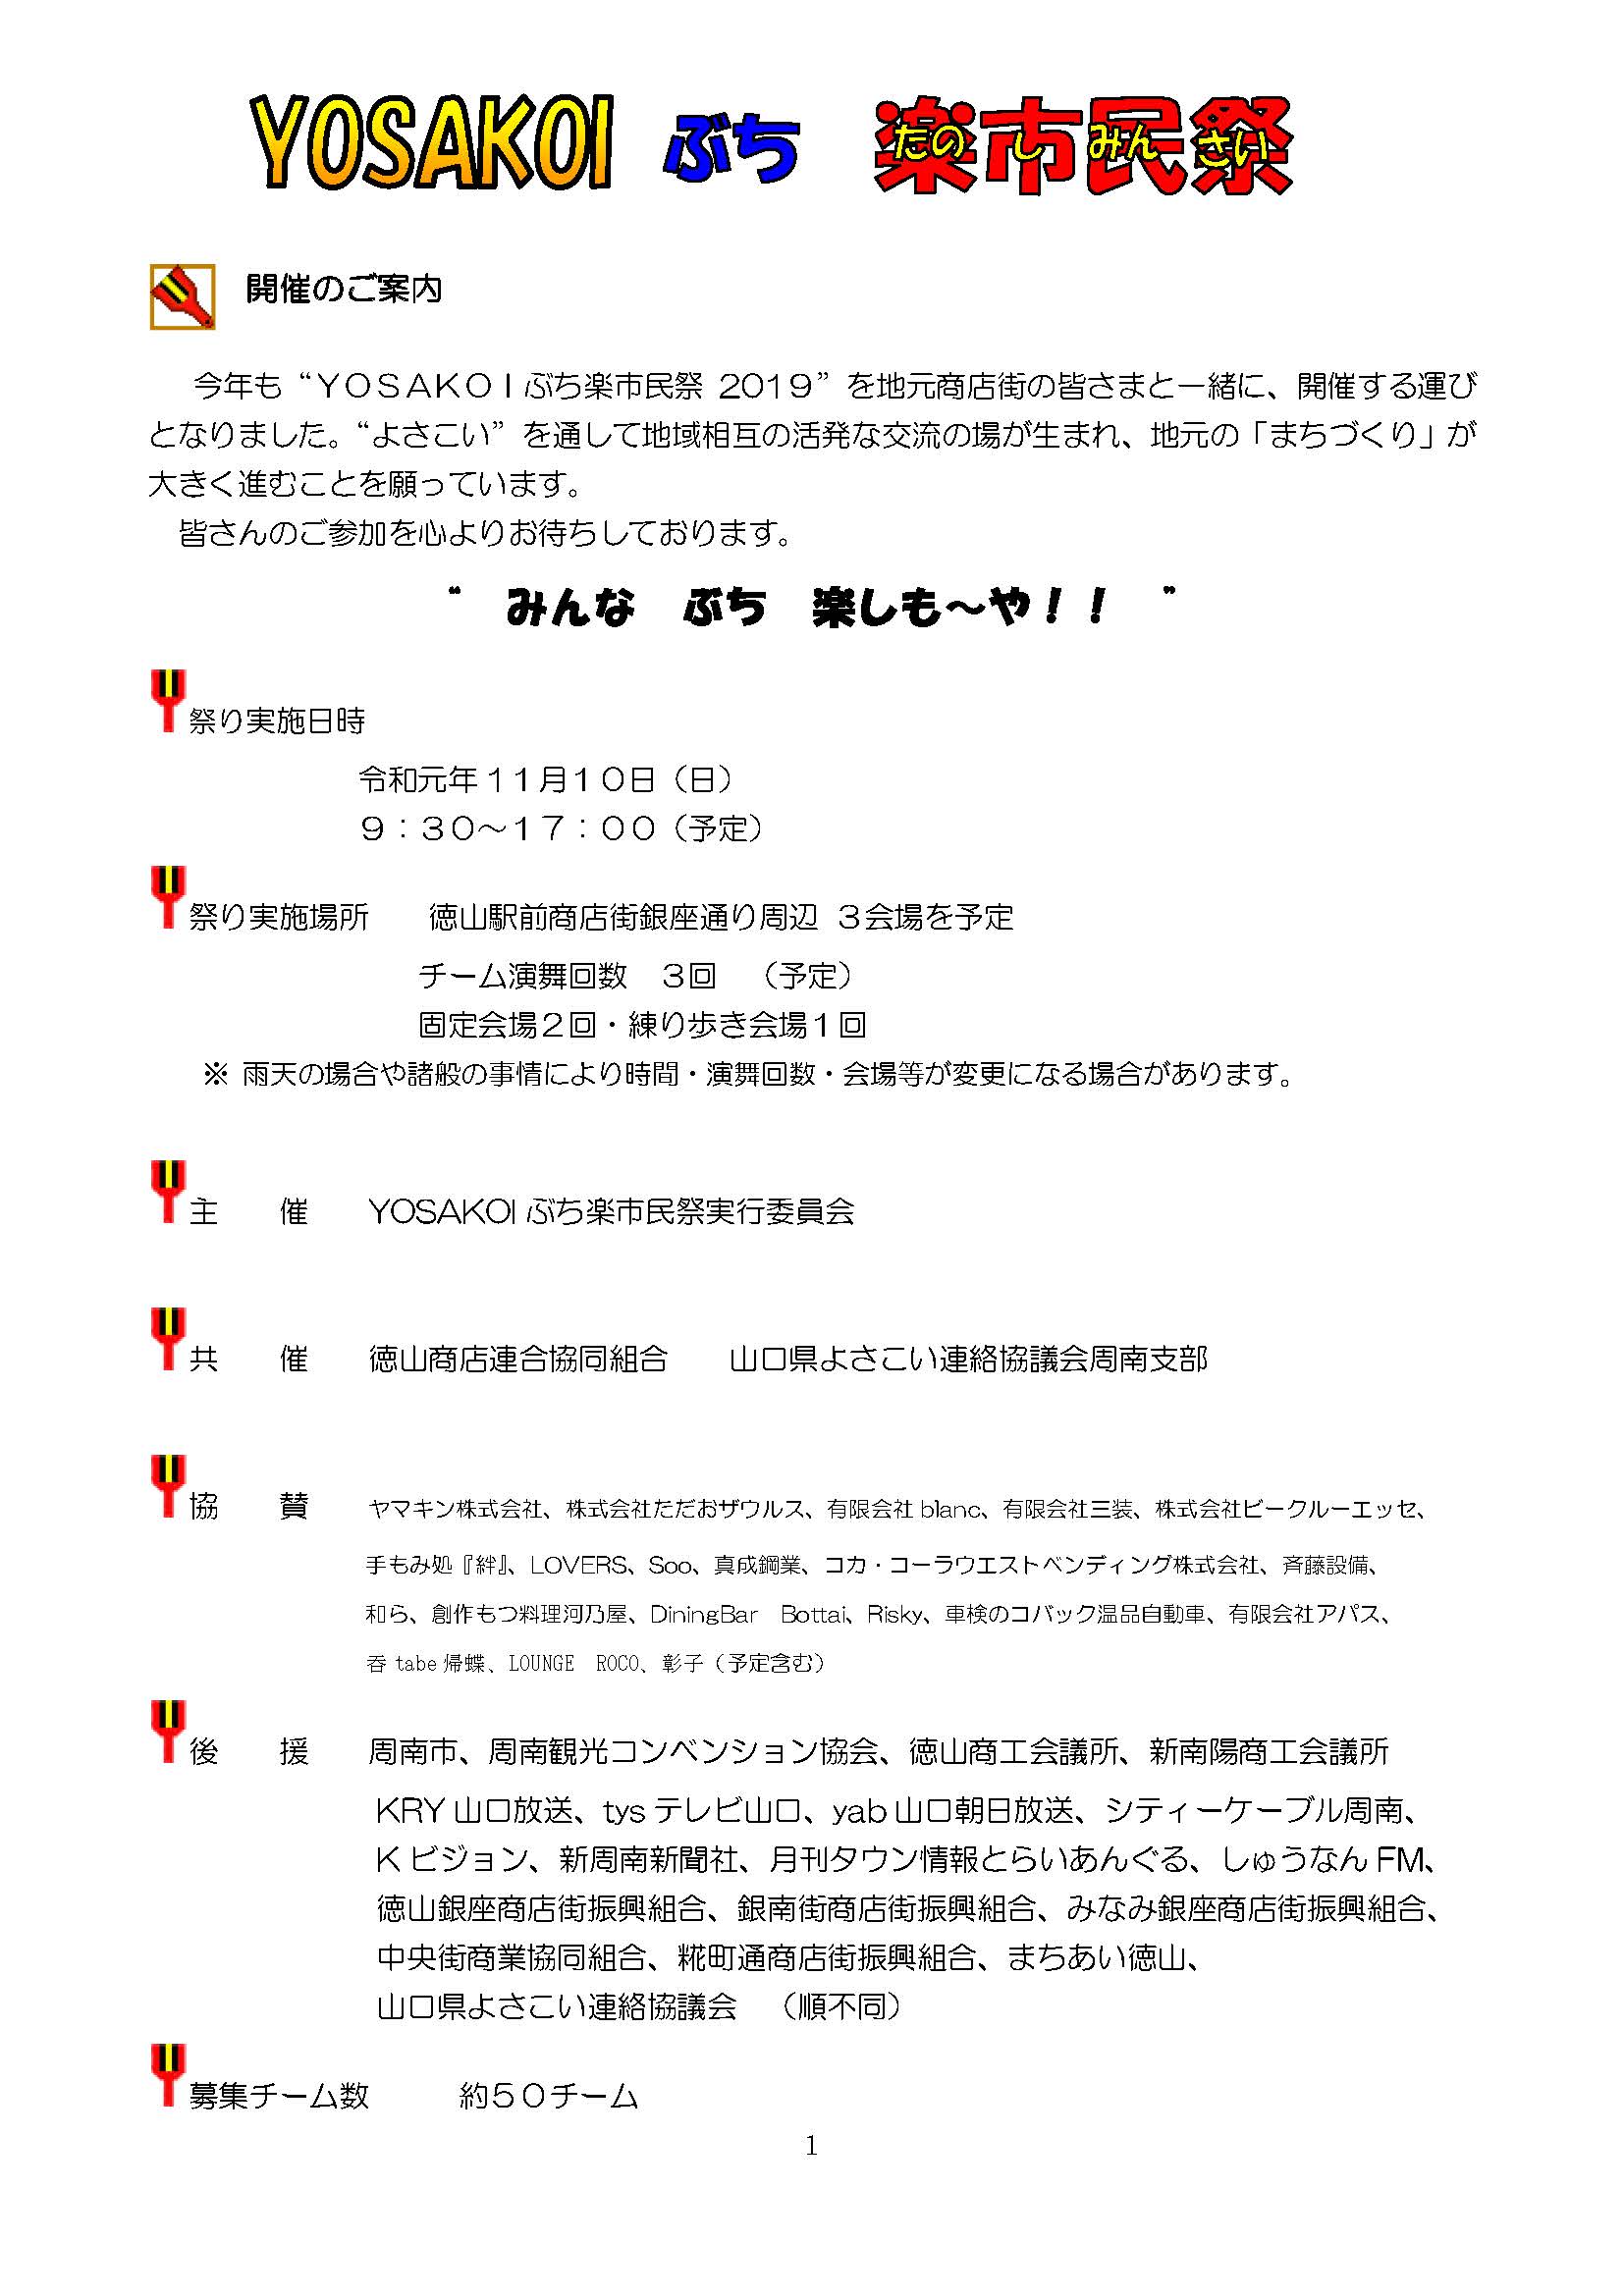 YOSAKOI ぶち 楽市民祭
たの し みん さい
開催のご案内
今年も“ＹＯＳＡＫＯＩぶち楽市民祭 2019”を地元商店街の皆さまと一緒に、開催する運び
となりました。“よさこい”を通して地域相互の活発な交流の場が生まれ、地元の「まちづくり」が
大きく進むことを願っています。
皆さんのご参加を心よりお待ちしております。
“ みんな ぶち 楽しも～や！！ ”
祭り実施日時
令和元年１１月１０日（日）
９：３０～１７：００（予定）
祭り実施場所 徳山駅前商店街銀座通り周辺 ３会場を予定
チーム演舞回数 ３回 （予定）
固定会場２回・練り歩き会場１回
※ 雨天の場合や諸般の事情により時間・演舞回数・会場等が変更になる場合があります。
主 催 YOSAKOI ぶち楽市民祭実行委員会
共 催 徳山商店連合協同組合 山口県よさこい連絡協議会周南支部
協 賛 ヤマキン株式会社、株式会社ただおザウルス、有限会社 blanc、有限会社三装、株式会社ビークルーエッセ、
手もみ処『絆』、LOVERS、Soo、真成鋼業、コカ・コーラウエストベンディング株式会社、斉藤設備、
和ら、創作もつ料理河乃屋、DiningBar Bottai、Risky、車検のコバック温品自動車、有限会社アパス、
呑 tabe 帰蝶、LOUNGE ROCO、彰子（予定含む）
後 援 周南市、周南観光コンベンション協会、徳山商工会議所、新南陽商工会議所
KRY 山口放送、tys テレビ山口、yab 山口朝日放送、シティーケーブル周南、
K ビジョン、新周南新聞社、月刊タウン情報とらいあんぐる、しゅうなん FM、
徳山銀座商店街振興組合、銀南街商店街振興組合、みなみ銀座商店街振興組合、
中央街商業協同組合、糀町通商店街振興組合、まちあい徳山、
山口県よさこい連絡協議会 （順不同）
募集チーム数 約５０チーム
1